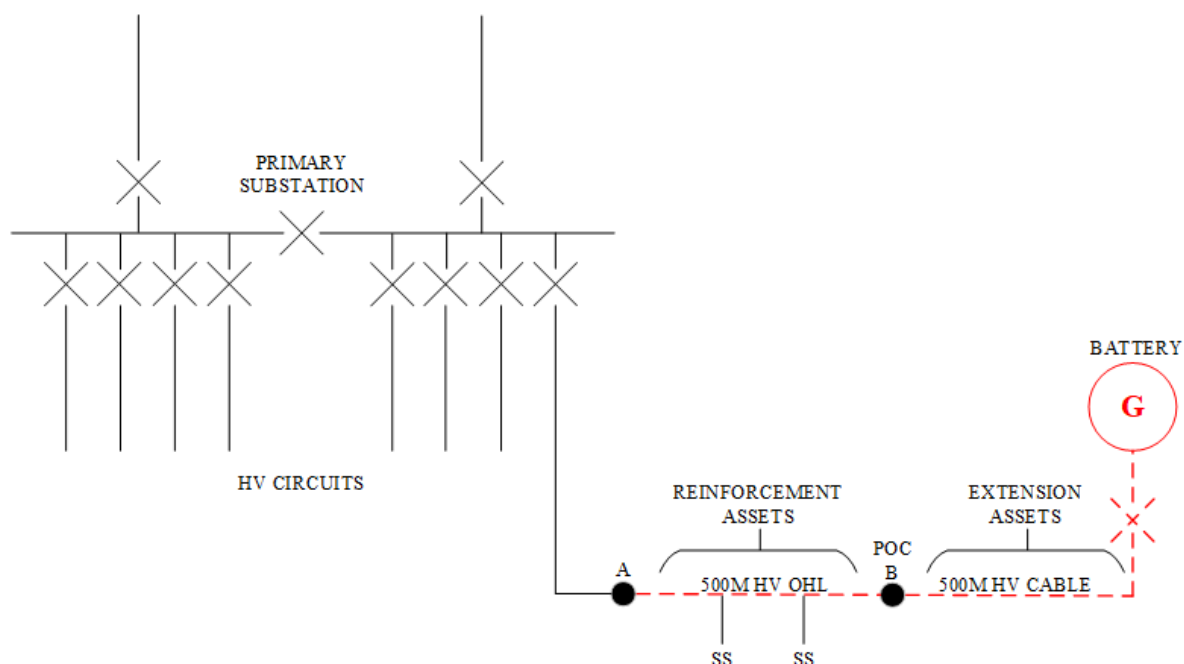 PRIMARY
SUBSTATION
HV CIRCUITS
BATTERY
G
REINFORCEMENT
ASSETS
EXTENSION
ASSETS
A
500M HV OHL
POC
B
500M HV CABLE
SS
SS